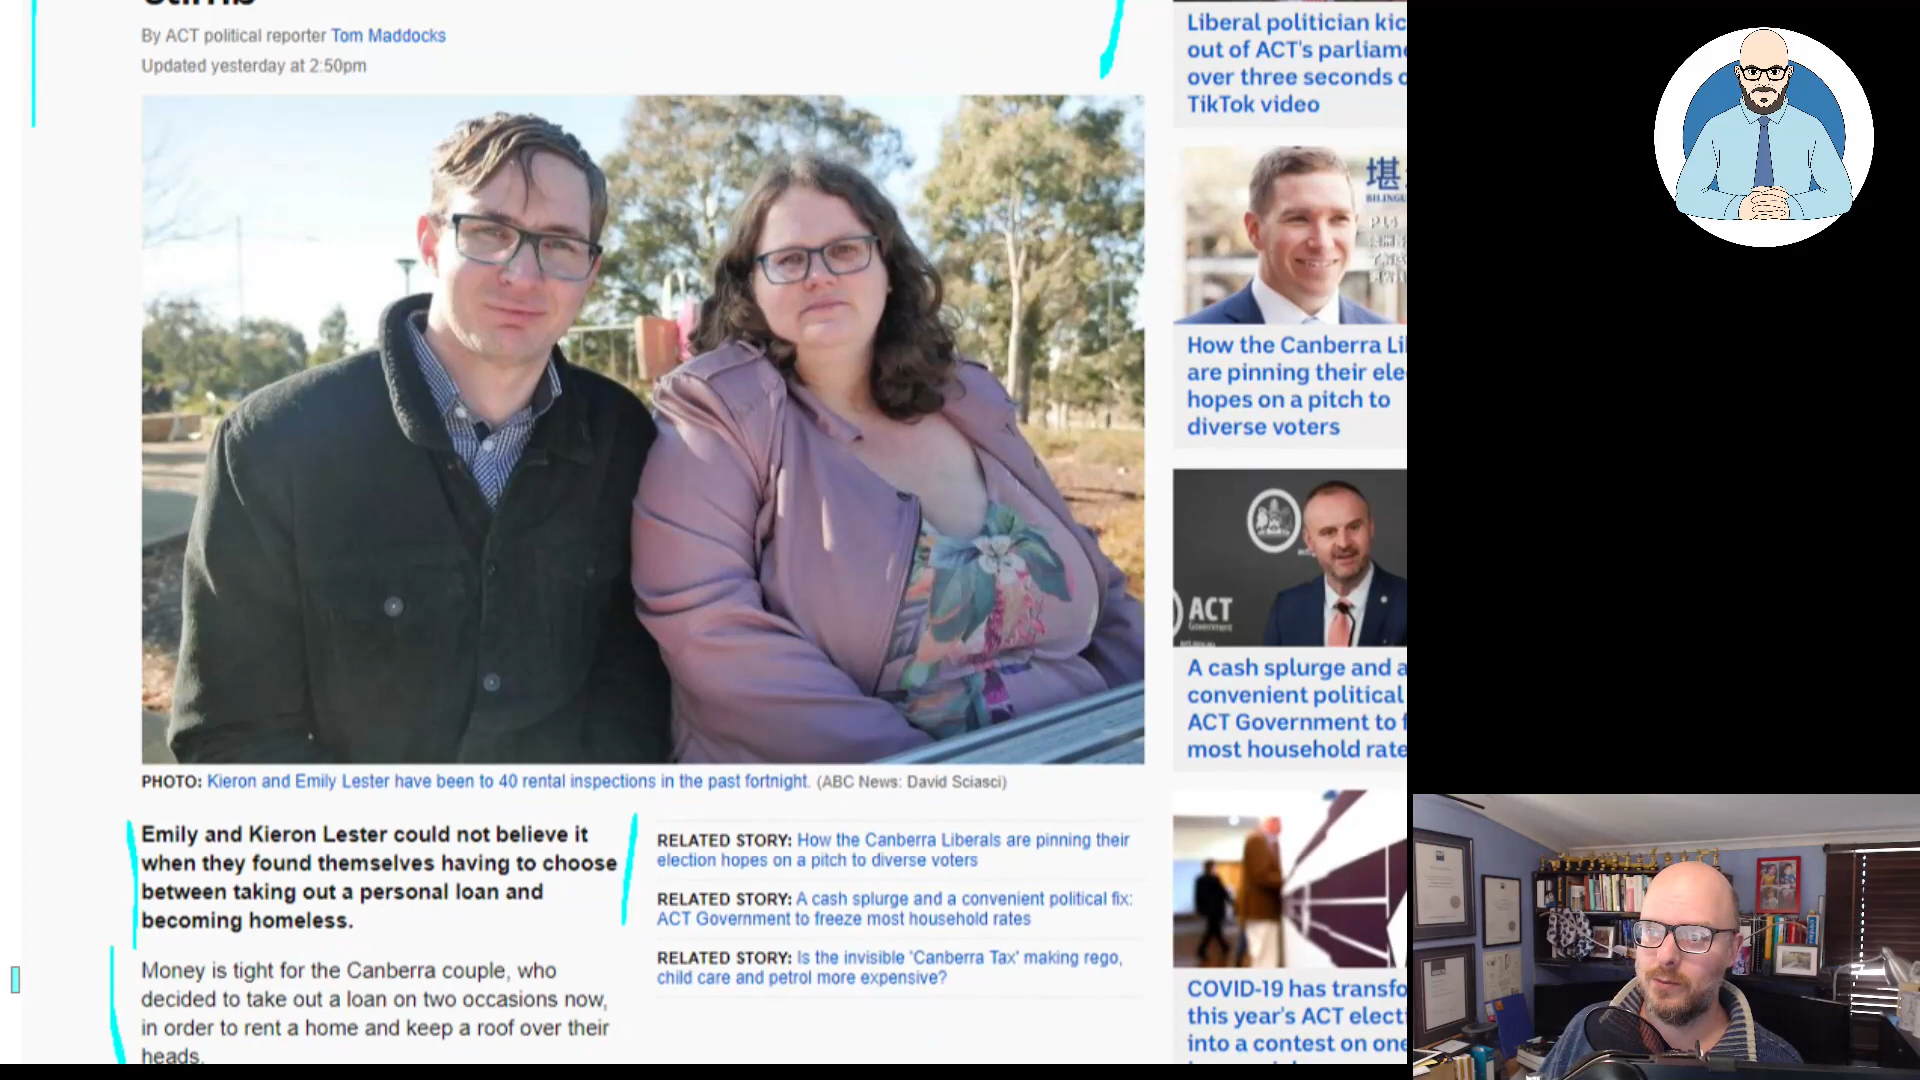 By ACT political reporter Tom Maddocks
Updated yesterday at 2:50pm
PHOTO: Kieron and Emily Lester have been to 40 rental inspections in the past fortnight. (ABC News: David Sciasci)
Emily and Kieron Lester could not believe it
when they found themselves having to choose
between taking out a personal loan and
becoming homeless.
Money is tight for the Canberra couple, who
decided to take out a loan on two occasions now,
in order to rent a home and keep a roof over their
heads.
RELATED STORY: How the Canberra Liberals are pinning their
election hopes on a pitch to diverse voters
RELATED STORY: A cash splurge and a convenient political fix:
ACT Government to freeze most household rates
RELATED STORY: Is the invisible 'Canberra Tax' making rego,
child care and petrol more expensive?
Liberal politician kic
out of ACT's parliame
over three seconds o
TikTok video
堪
BILINGU
How the Canberra Li
are pinning their ele
hopes on a pitch to
diverse voters
ACT
Government
A cash splurge and a
convenient political
ACT Government to f
most household rate
COVID-19 has transfo
this year's ACT elect
into a contest on one